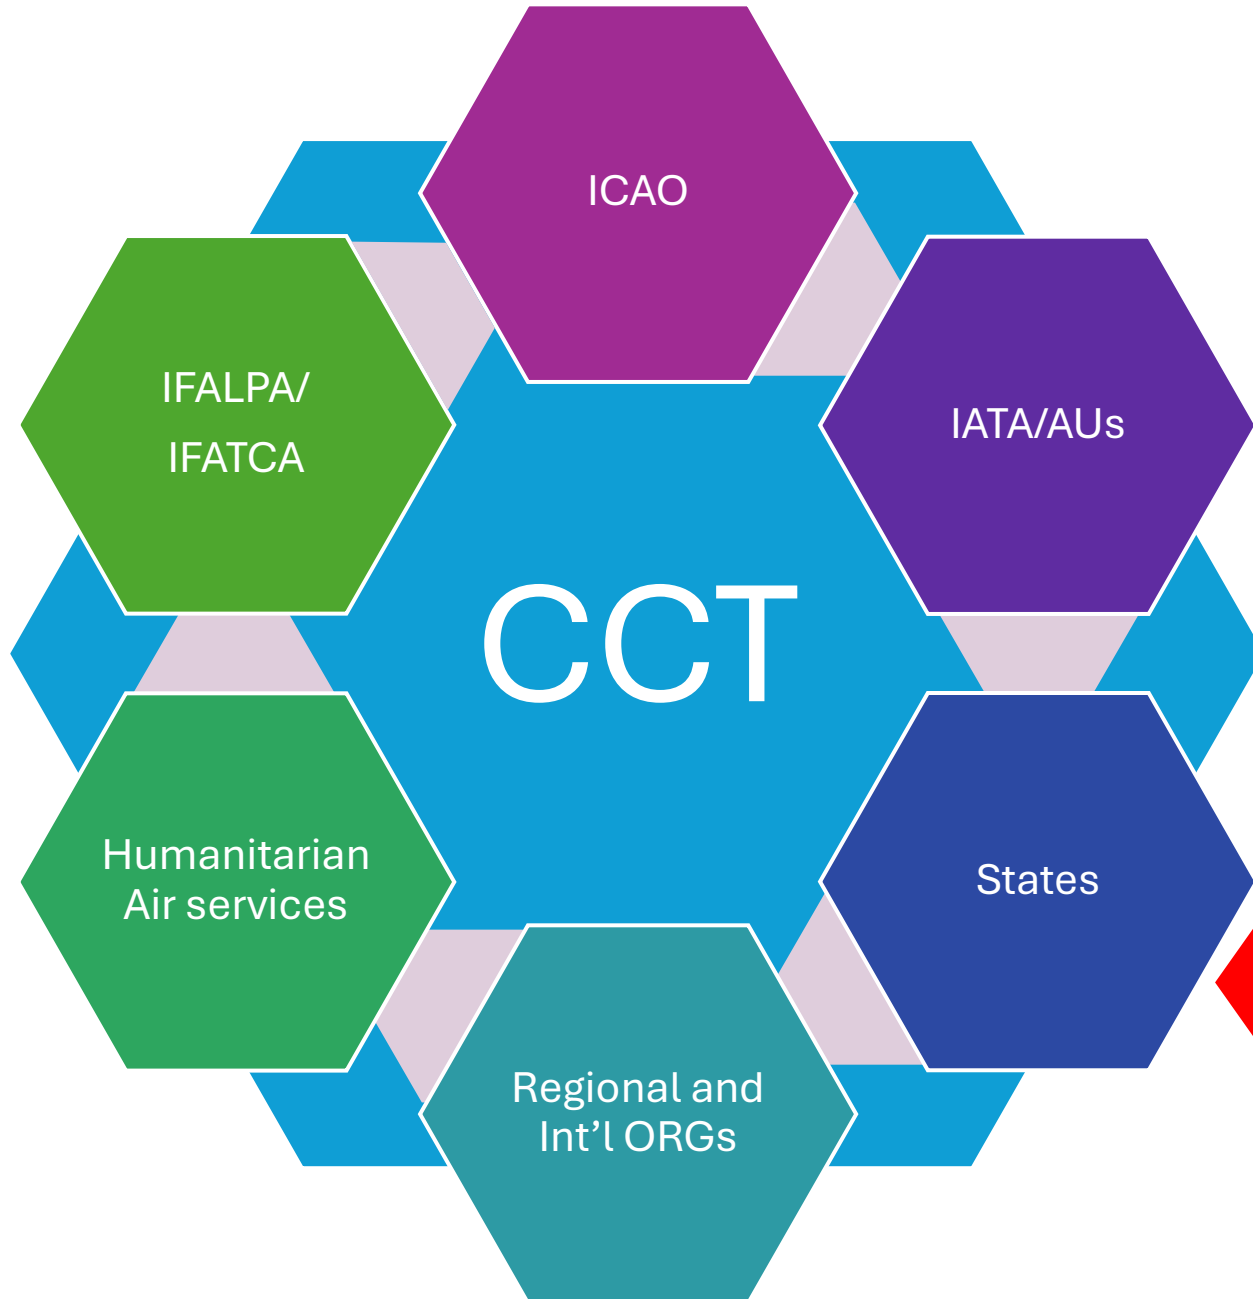 ICAO
IFALPA/
IFATCA
IATA/AUs
CCT
Humanitarian
Air services
States
Regional and
Int’l ORGs